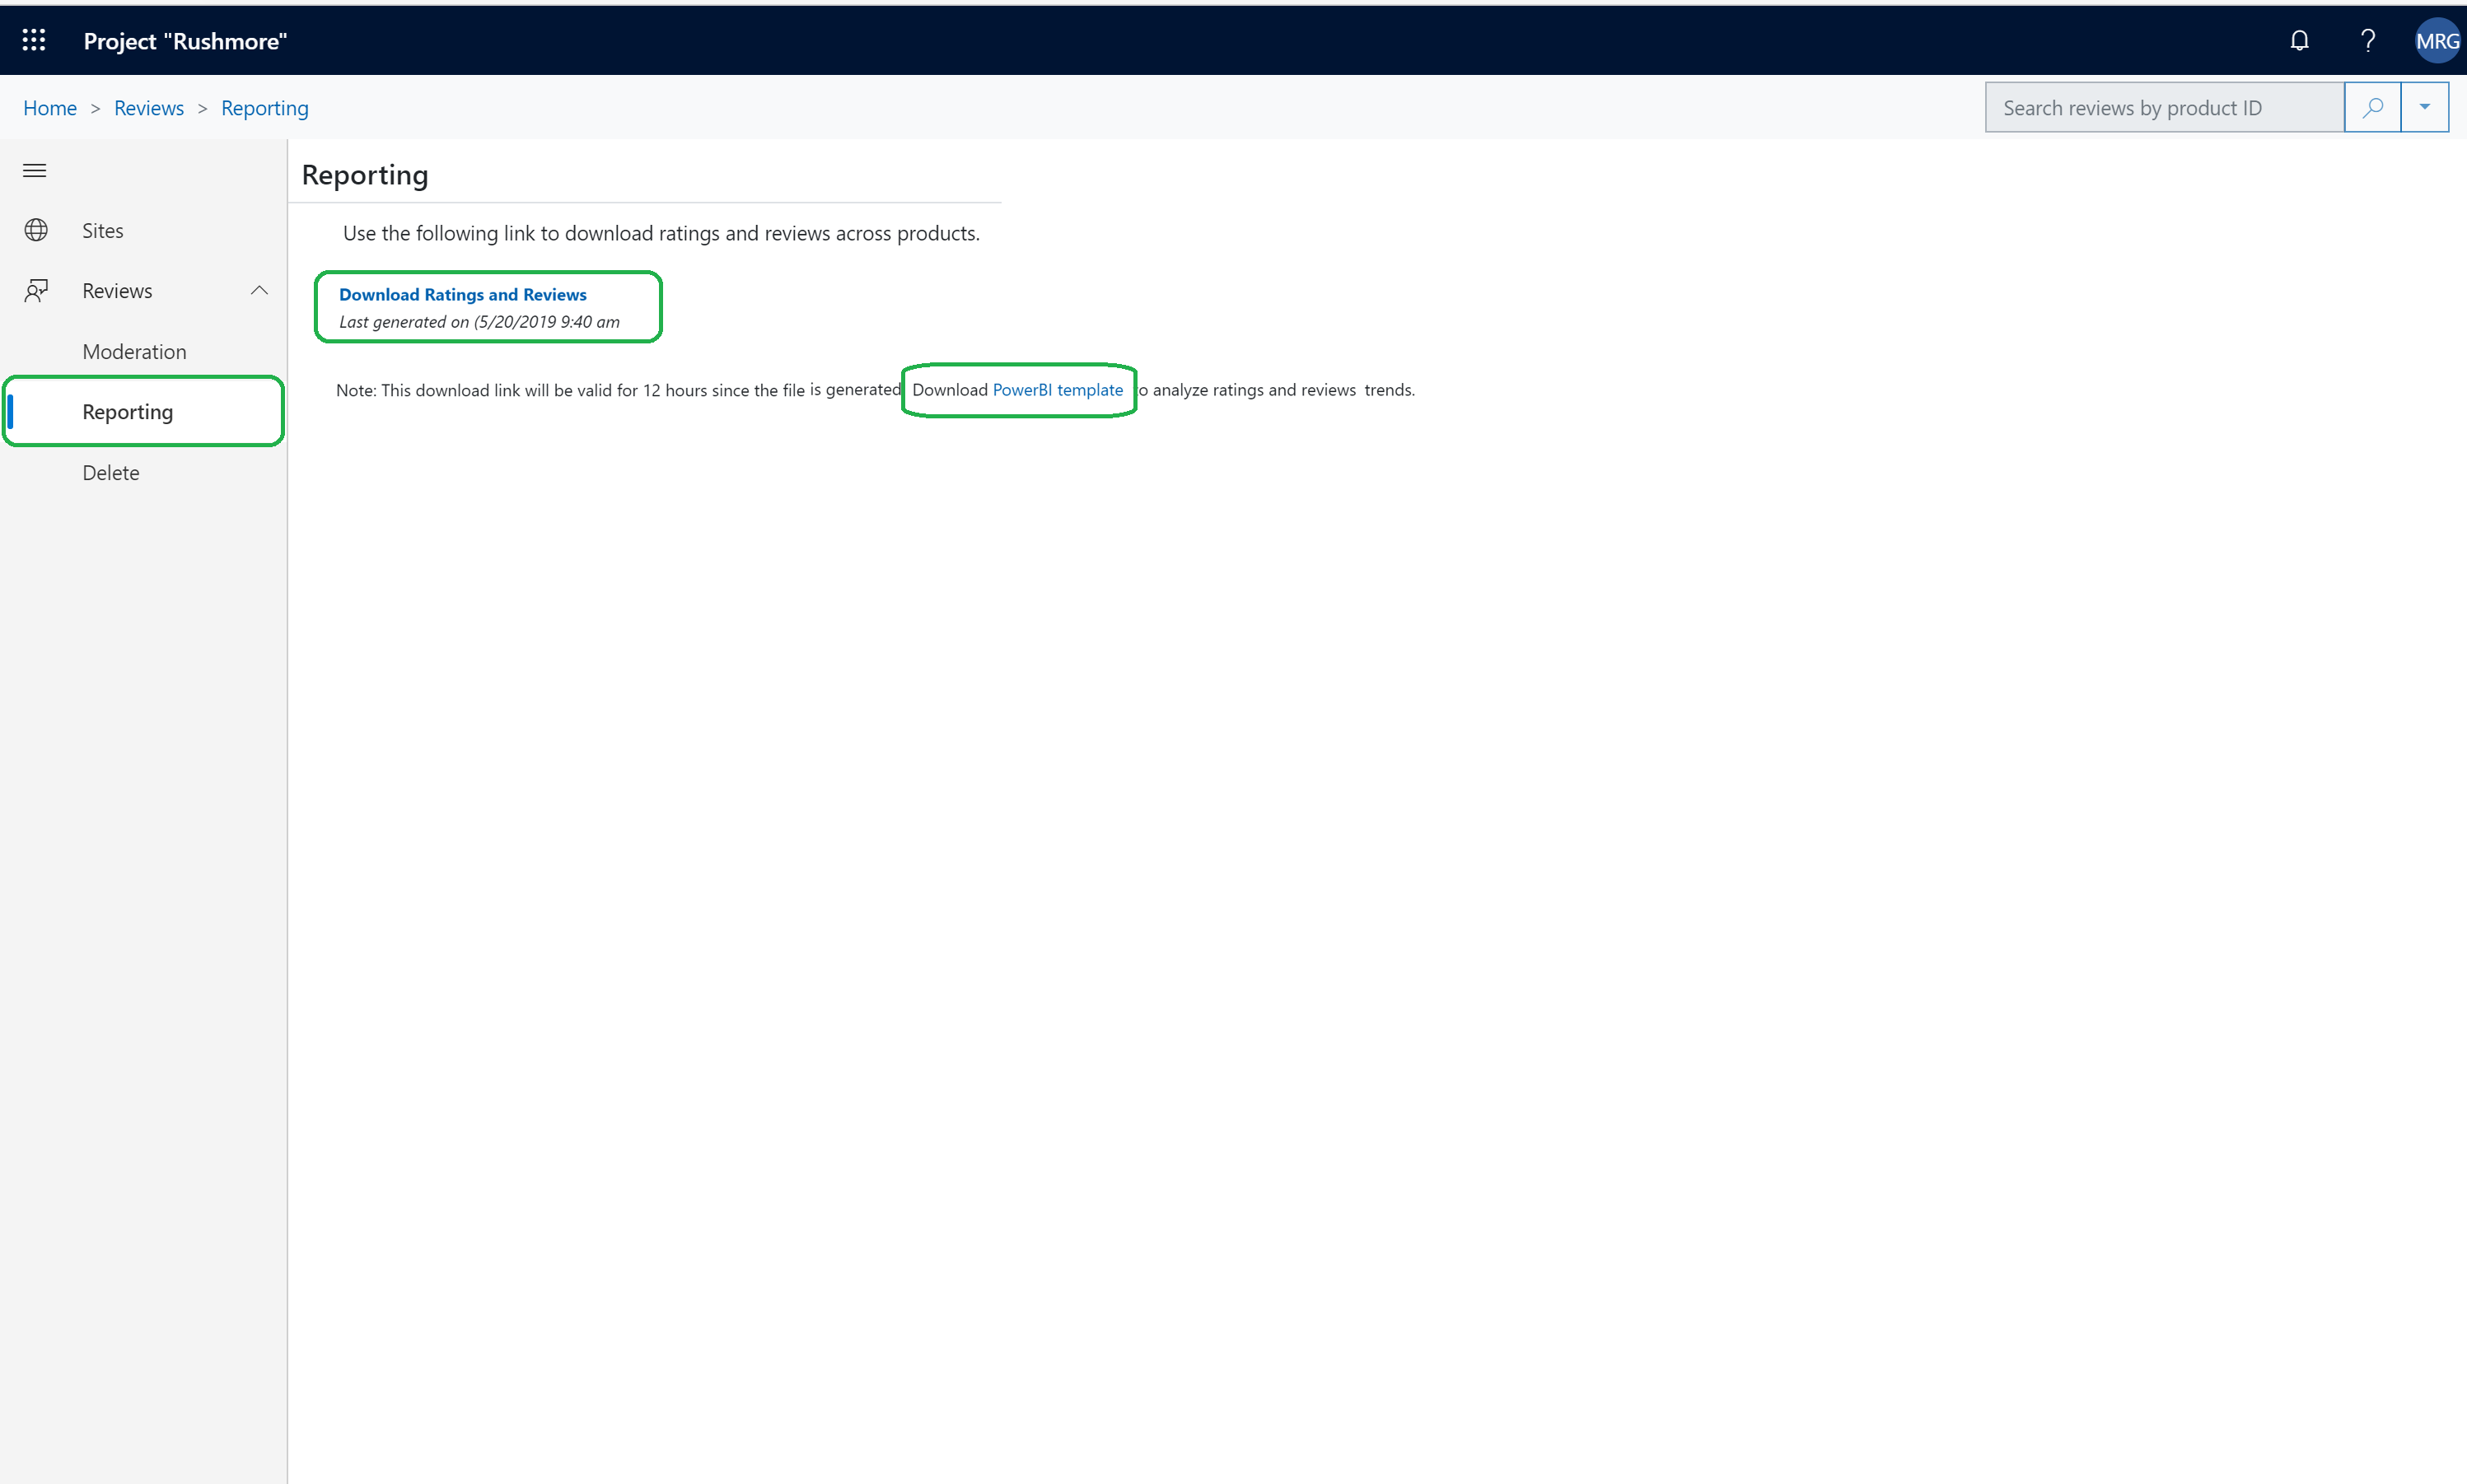 Project "Rushmore"
? MRG
Home > Reviews > Reporting
Search reviews by product ID
Reporting
Sites
Use the following link to download ratings and reviews across products.
Reviews
Download Ratings and Reviews
Last generated on (5/20/2019 9:40 am
Moderation
Note: This download link will be valid for 12 hours since the file is generated Download PowerBI template to analyze ratings and reviews trends.
Reporting
Delete